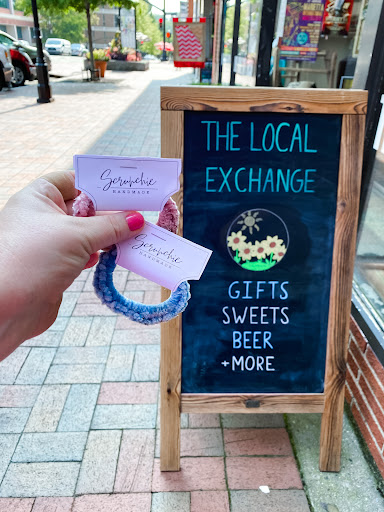 THE LOCAL
EXCHANGE
GIFTS
SWEETS
BEER
+MORE
Scrunchie
HANDMADE
Scrunchie
HANDMADE